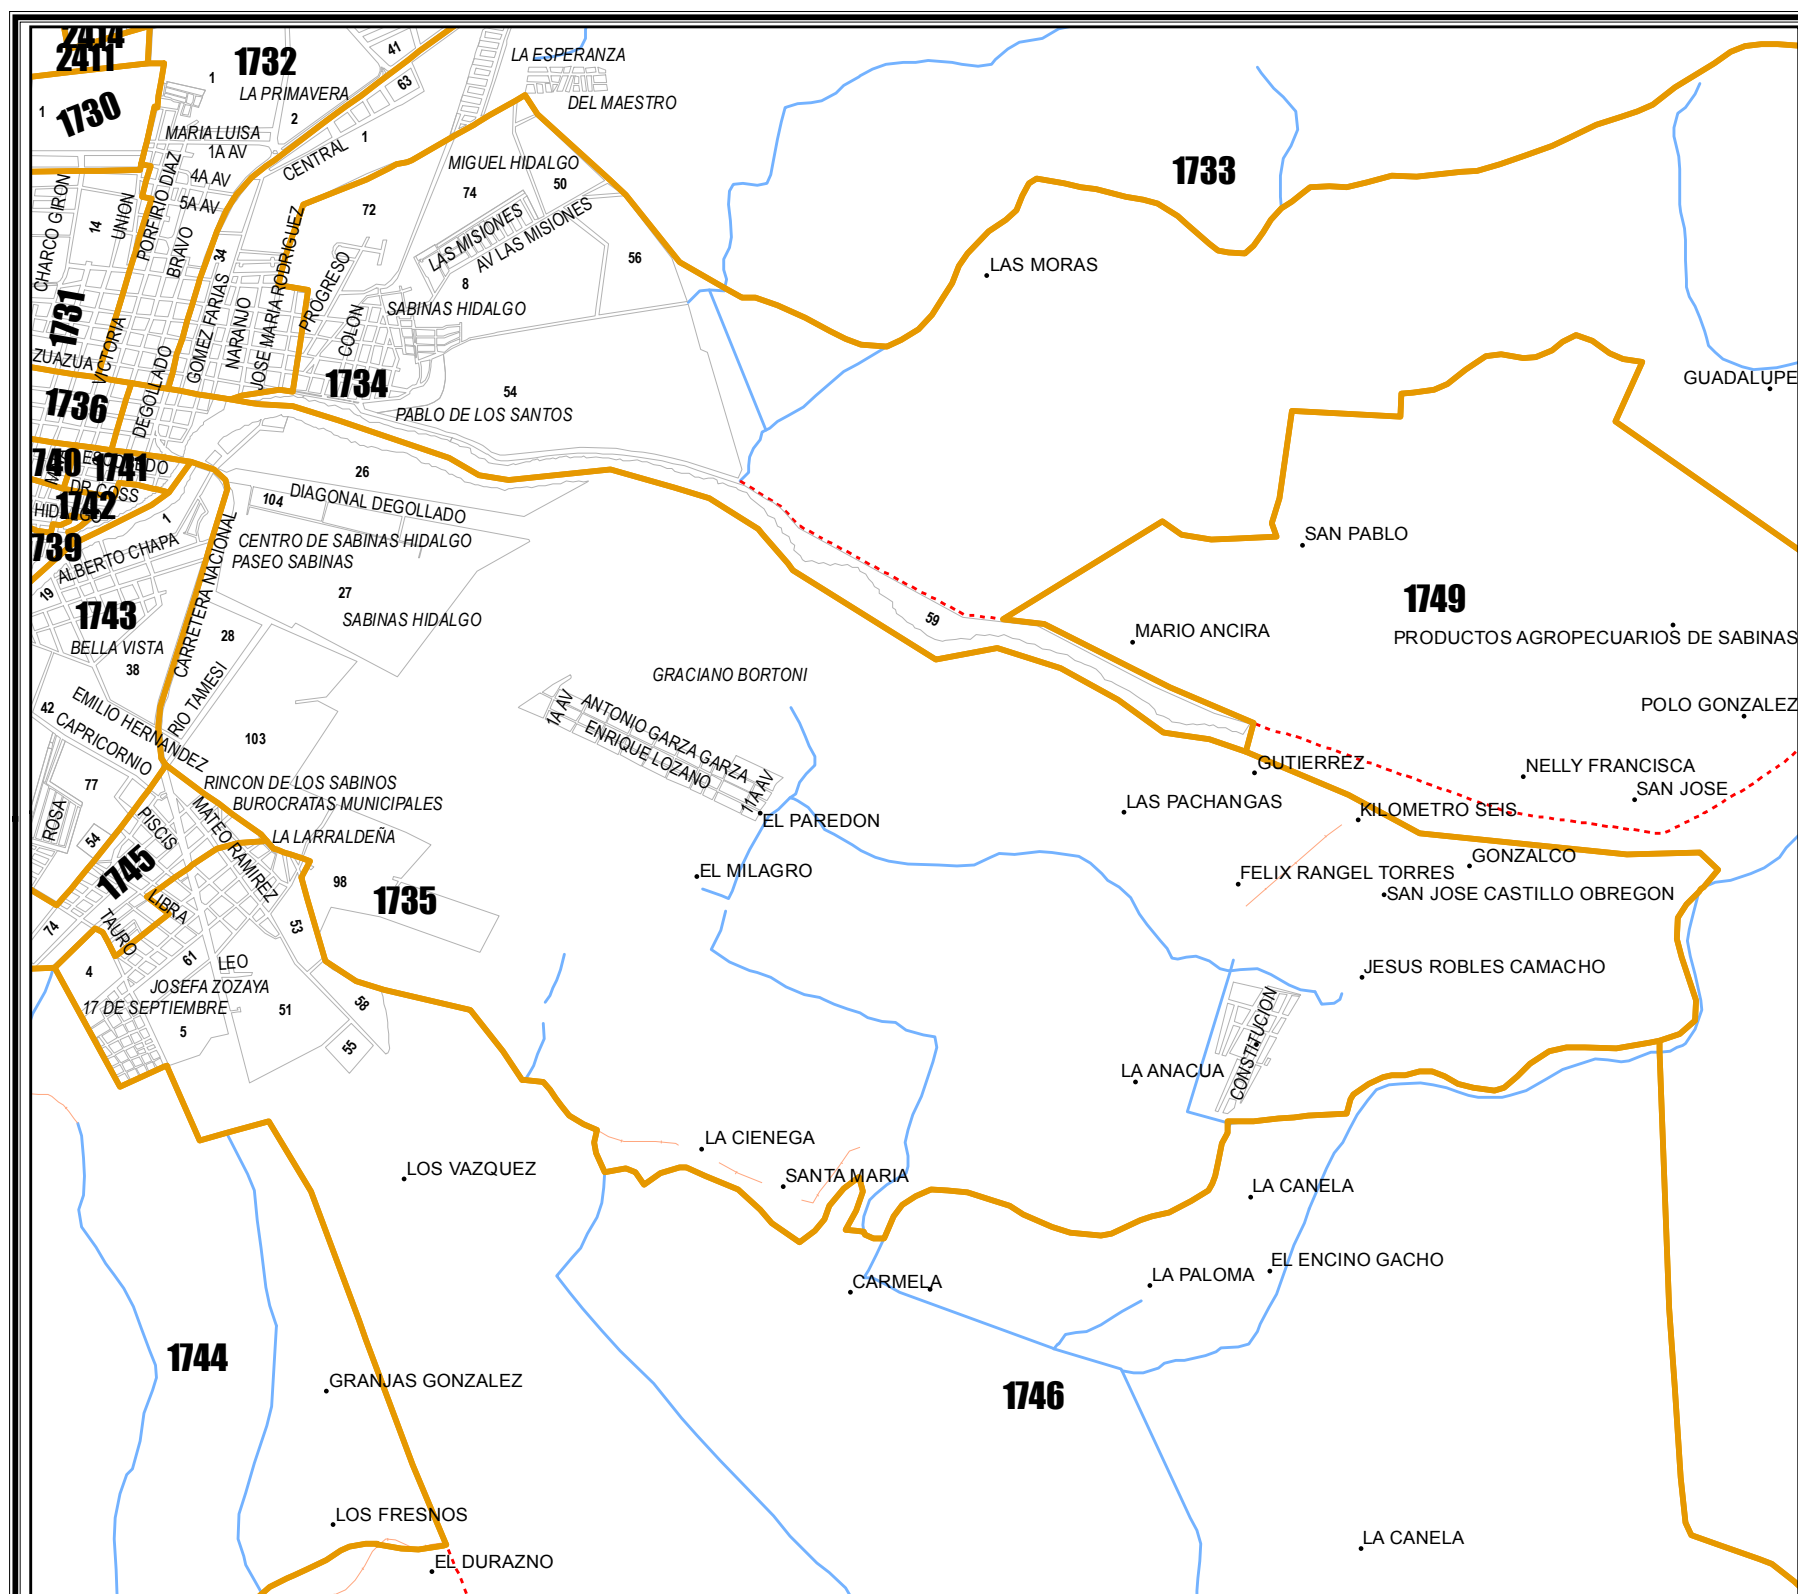 2414
2411
1732
41
LA ESPERANZA
1
LA PRIMAVERA
63
DEL MAESTRO
1
1730
2
MARIA LUISA
1
1A AV
CENTRAL
MIGUEL HIDALGO
1733
4A AV
74
50
5A AV
CHARCO GIRON
14
UNION
PORFIRIO DIAZ
BRAVO
72
LAS MISIONES
AV LAS MISIONES
34
JOSE MARIA RODRIGUEZ
PROGRESO
56
LAS MORAS
8
SABINAS HIDALGO
1731
GOMEZ FARIAS
NARANJO
COLON
ZUAZUA
VICTORIA
DEGOLLADO
1734
54
GUADALUPE
1736
PABLO DE LOS SANTOS
1740
1741
ESCOBEDO
26
DR COSS
104
DIAGONAL DEGOLLADO
HIDALGO
1742
1
1739
ALBERTO CHAPA
CARRETERA NACIONAL
CENTRO DE SABINAS HIDALGO
PASEO SABINAS
SAN PABLO
19
27
1749
1743
SABINAS HIDALGO
59
28
MARIO ANCIRA
PRODUCTOS AGROPECUARIOS DE SABINAS
BELLA VISTA
38
RIO TAMESI
GRACIANO BORTONI
42
EMILIO HERNANDEZ
1A AV
ANTONIO GARZA GARZA
POLO GONZALEZ
CAPRICORNIO
103
ENRIQUE LOZANO
GUTIERREZ
NELLY FRANCISCA
77
RINCON DE LOS SABINOS
11A AV
SAN JOSE
BUROCRATAS MUNICIPALES
LAS PACHANGAS
KILOMETRO SEIS
ROSA
PISCIS
MATEO RAMIREZ
EL PAREDON
54
LA LARRALDEÑA
1745
GONZALCO
EL MILAGRO
FELIX RANGEL TORRES
98
1735
SAN JOSE CASTILLO OBREGON
LIBRA
74
TAURO
53
61
LEO
JESUS ROBLES CAMACHO
4
JOSEFA ZOZAYA
17 DE SEPTIEMBRE
51
58
CONSTITUCION
5
55
LA ANACUA
LA CIENEGA
LOS VAZQUEZ
SANTA MARIA
LA CANELA
EL ENCINO GACHO
CARMELA
LA PALOMA
1744
GRANJAS GONZALEZ
1746
LOS FRESNOS
LA CANELA
EL DURAZNO